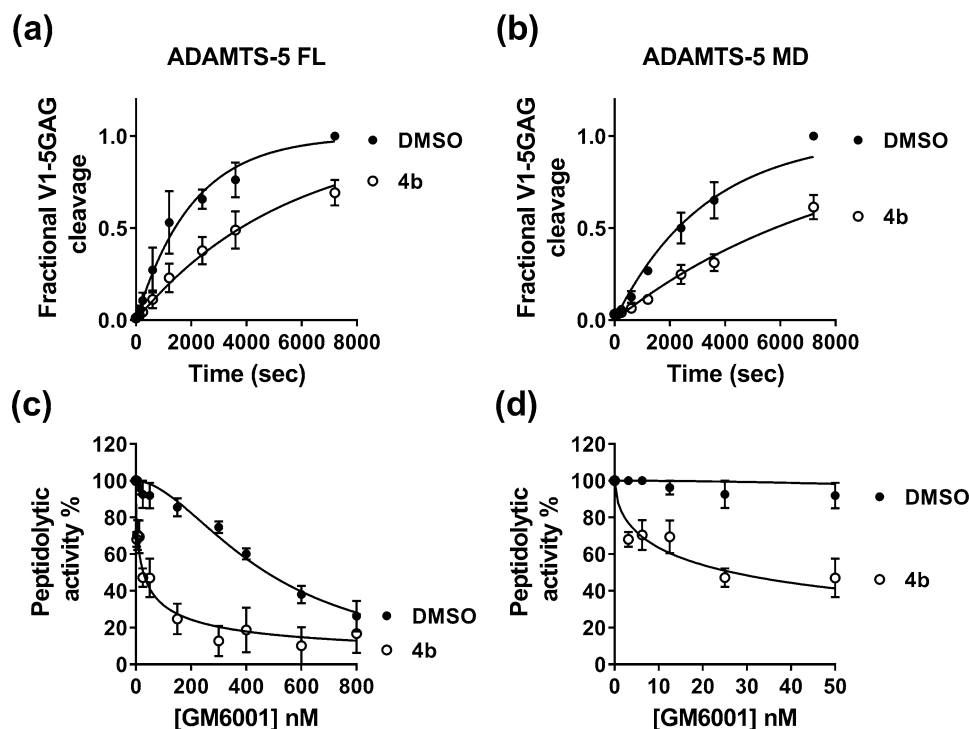 (a)
ADAMTS-5 FL
Fractional V1-5GAG
cleavage
1.0
0.5
0.0
0 2000 4000 6000 8000
Time (sec)
DMSO
4b
(b)
ADAMTS-5 MD
Fractional V1-5GAG
cleavage
1.0
0.5
0.0
0 2000 4000 6000 8000
Time (sec)
DMSO
4b
(c)
Peptidolytic
activity %
120
100
80
60
40
20
0
0 200 400 600 800
[GM6001] nM
DMSO
4b
(d)
Peptidolytic
activity %
120
100
80
60
40
20
0
0 10 20 30 40 50
[GM6001] nM
DMSO
4b